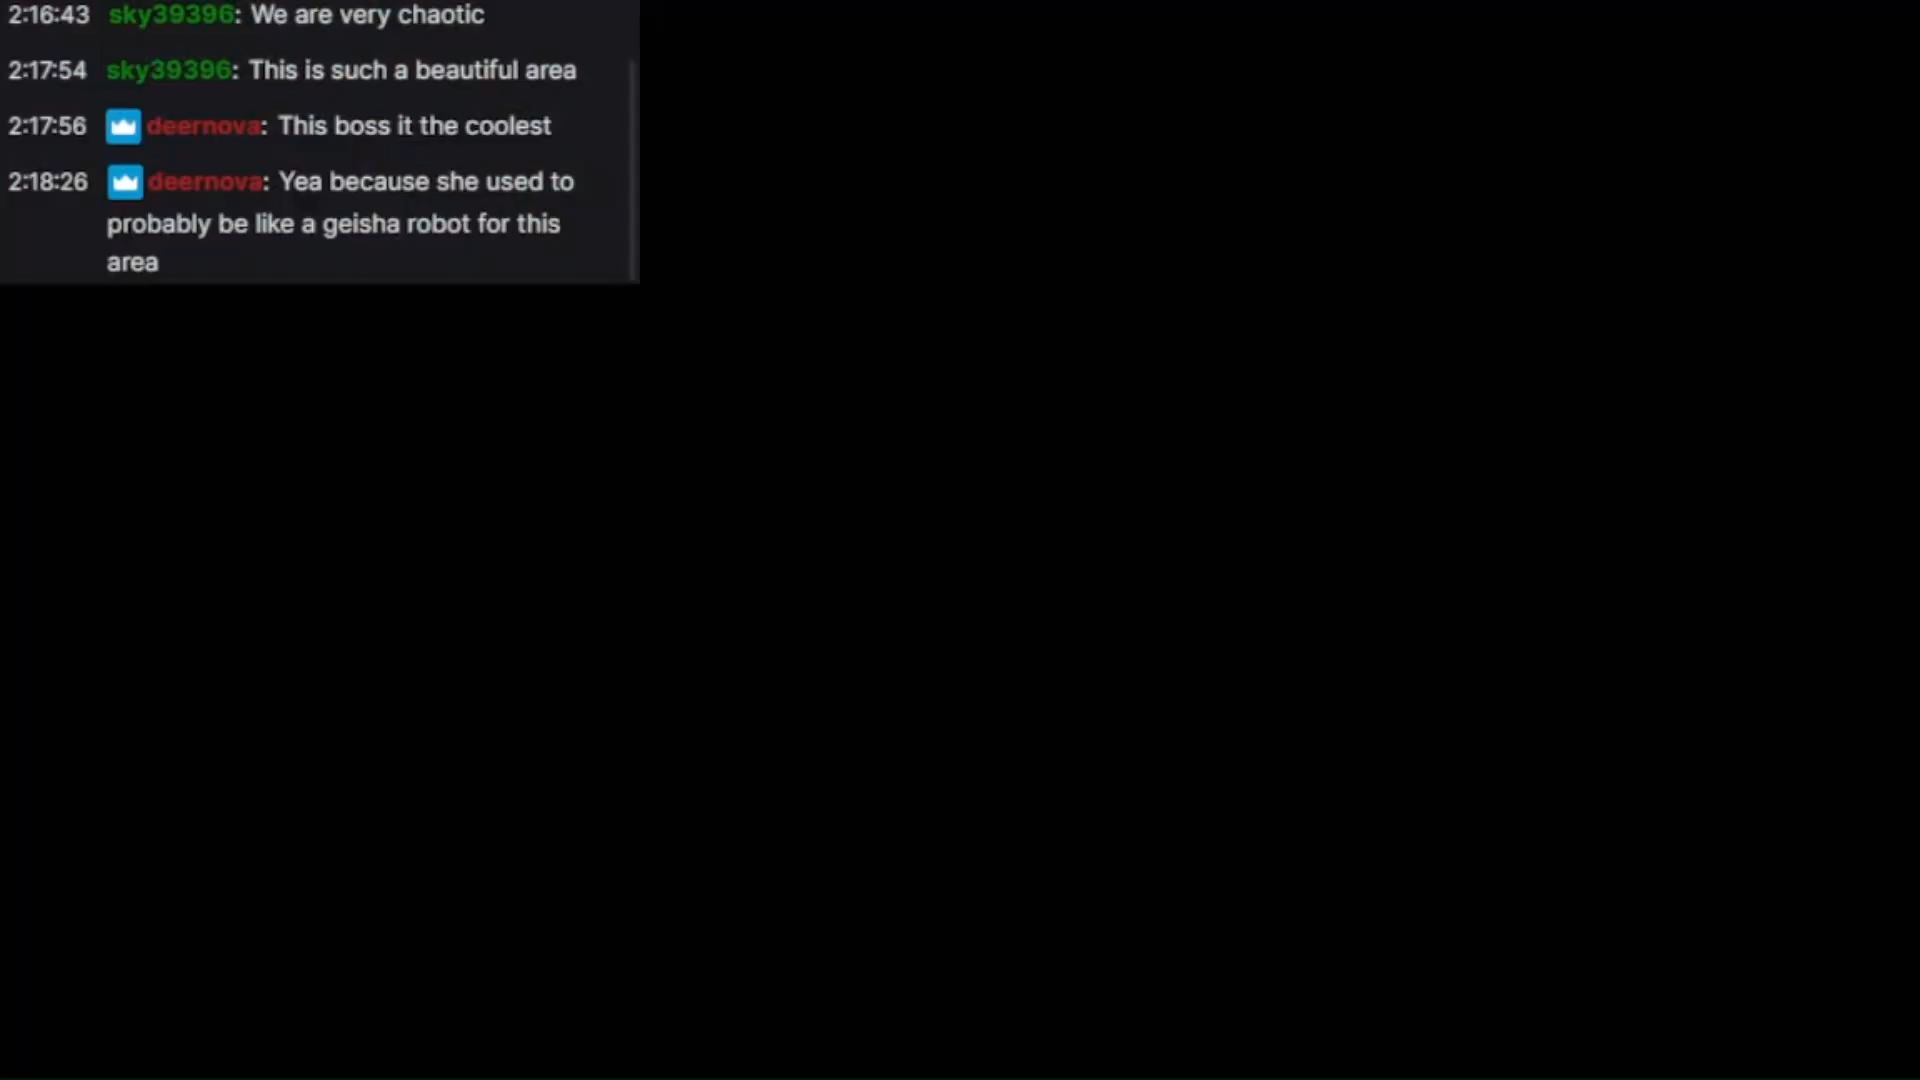 2:16:43 sky39396: We are very chaotic
2:17:54 sky39396: This is such a beautiful area
2:17:56 deernova: This boss it the coolest
2:18:26 deernova: Yea because she used to
probably be like a geisha robot for this
area